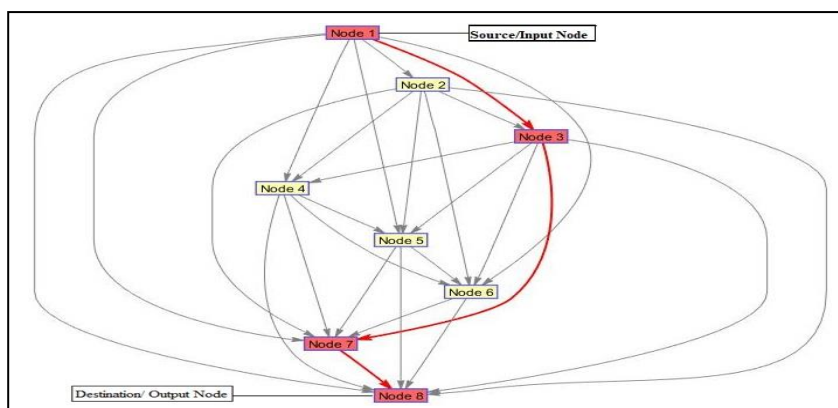 Node 1
Source/Input Node
Node 2
Node 3
Node 4
Node 5
Node 6
Node 7
Destination/ Output Node
Node 8